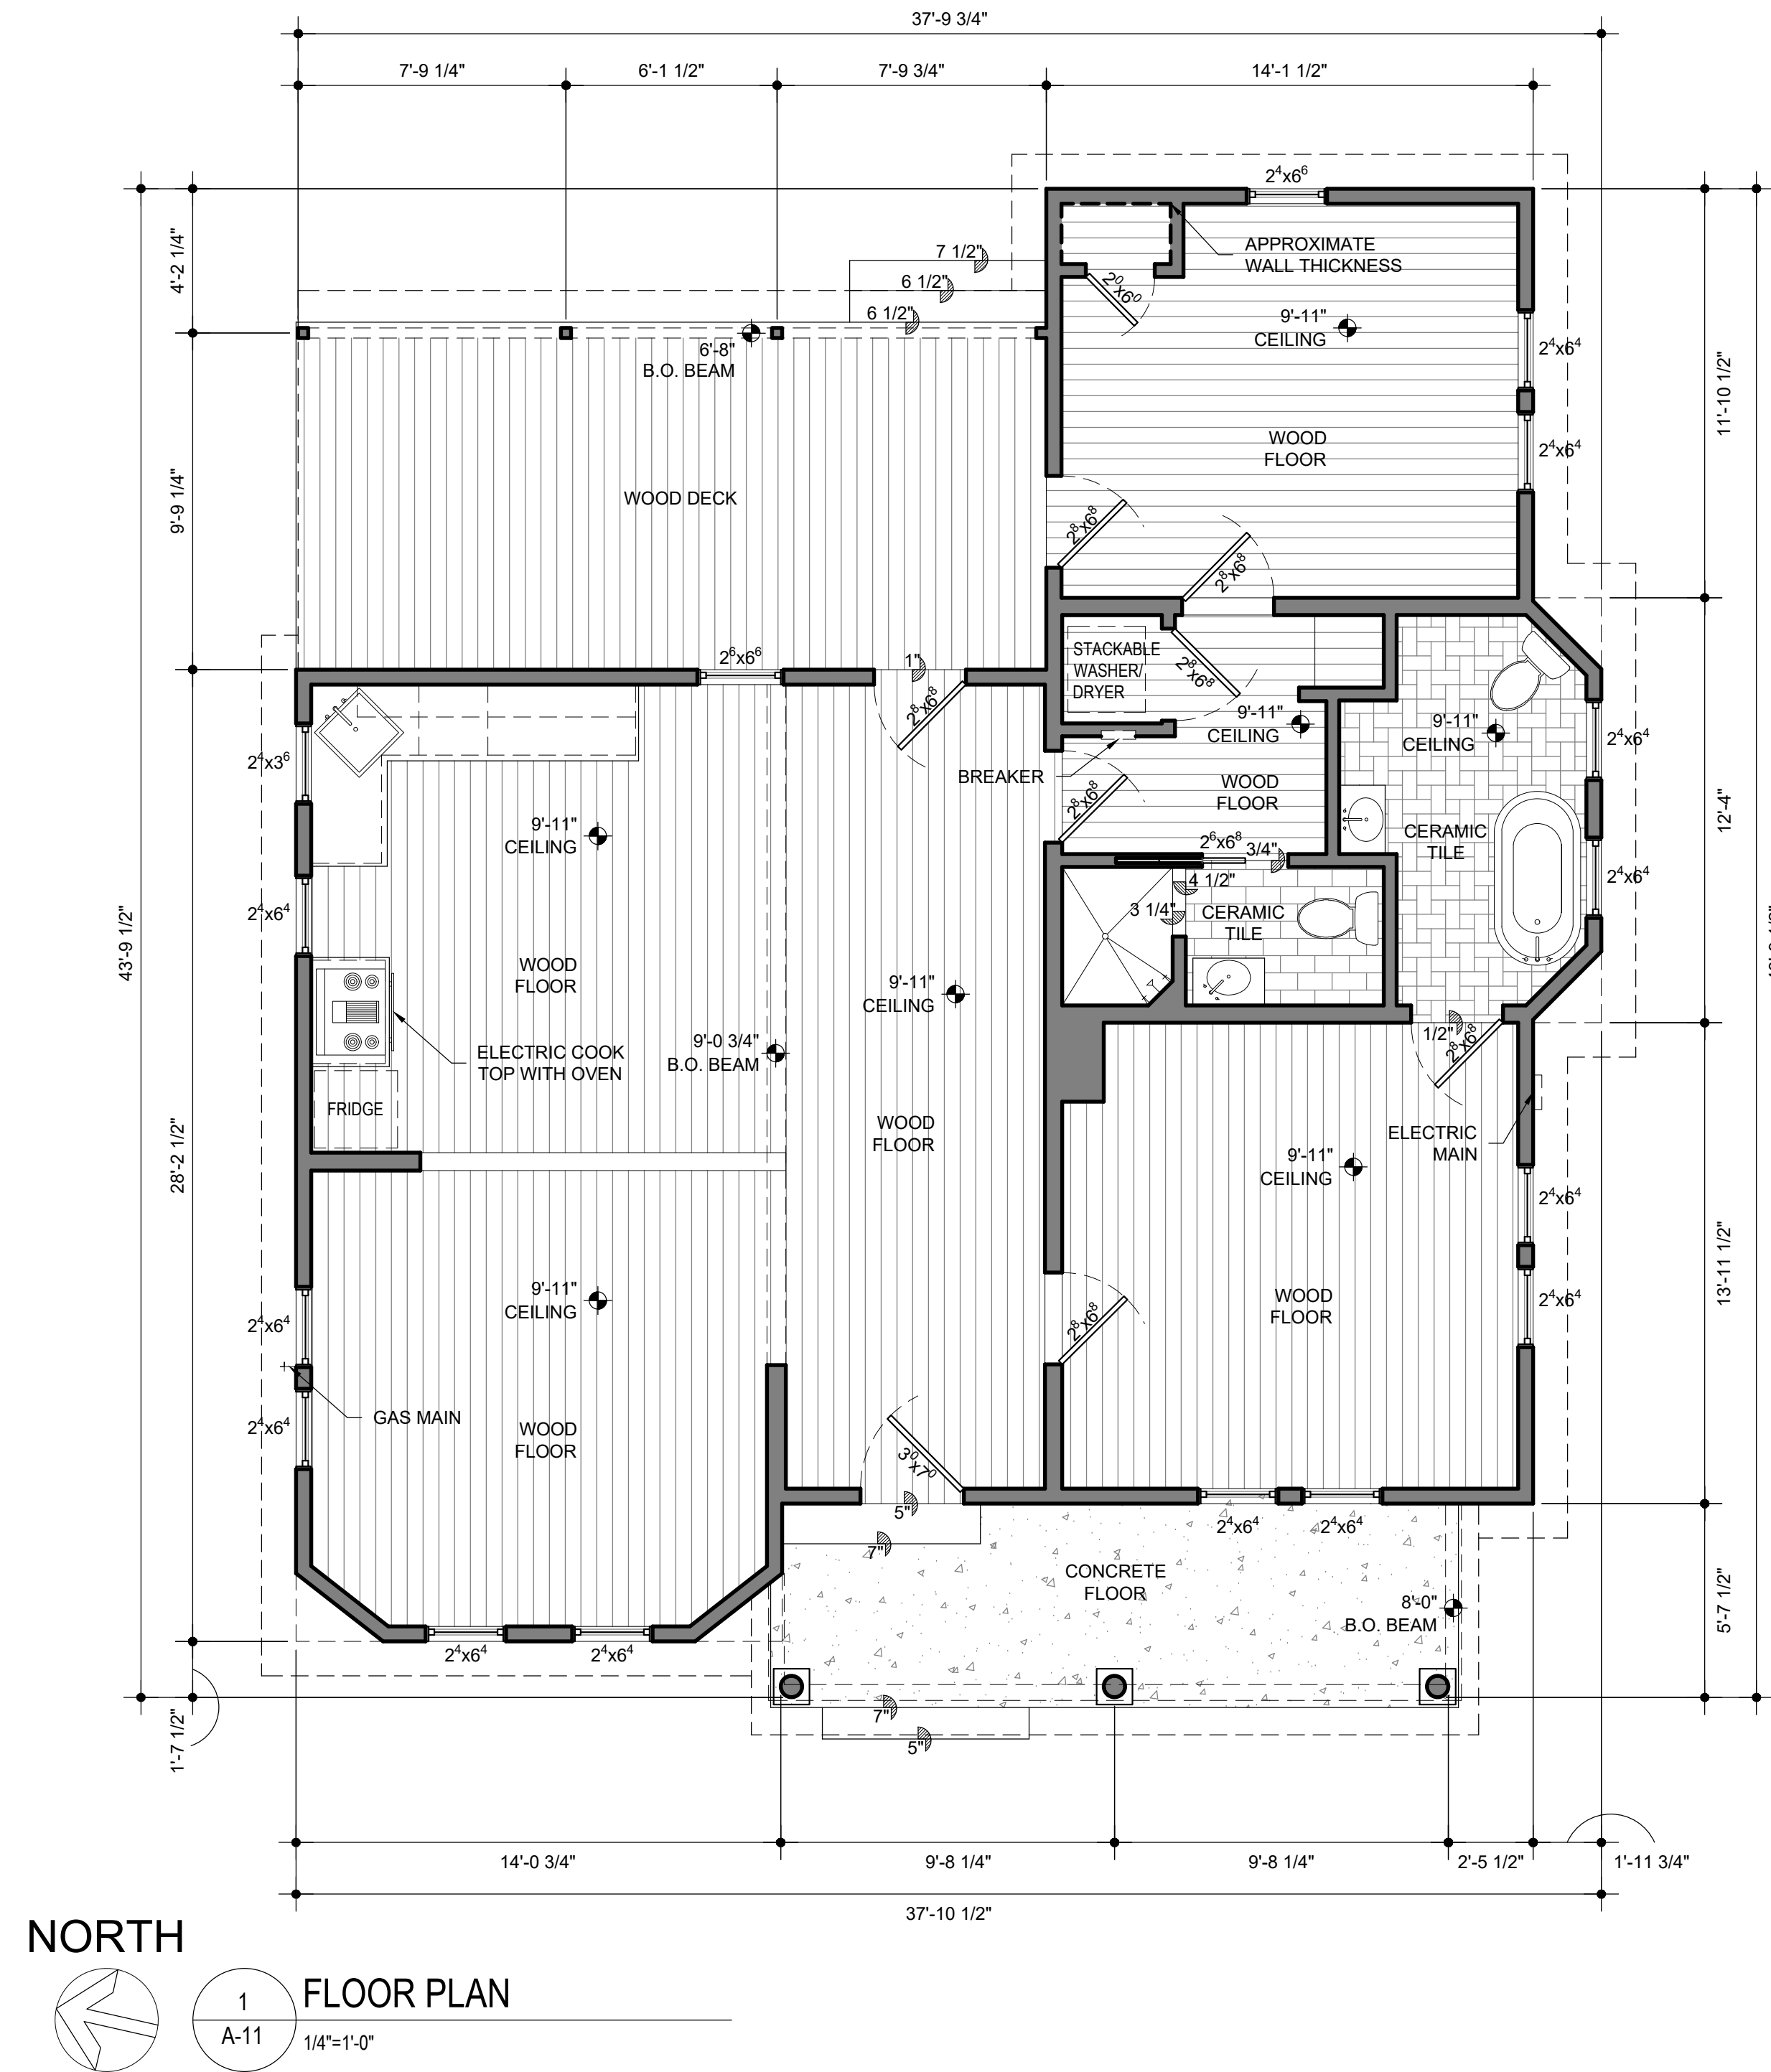 37'-9 3/4"
7'-9 1/4"
6'-1 1/2"
7'-9 3/4"
14'-1 1/2"
2⁴x6⁶
4'-2 1/4"
7 1/2"
6 1/2"
6 1/2"
APPROXIMATE
WALL THICKNESS
2⁰x6⁰
9'-11"
CEILING
2⁴x6⁴
6'-8"
B.O. BEAM
11'-10 1/2"
WOOD
FLOOR
2⁴x6⁴
9'-9 1/4"
WOOD DECK
2⁸x6⁸
2⁸x6⁸
2⁶x6⁶
1"
2⁸x6⁸
STACKABLE
WASHER/
DRYER
2⁸x6⁸
9'-11"
CEILING
9'-11"
CEILING
2⁴x6⁴
2⁴x3⁶
BREAKER
2⁸x6⁸
WOOD
FLOOR
12'-4"
9'-11"
CEILING
CERAMIC
TILE
2⁶x6⁸
3/4"
4 1/2"
3 1/4"
CERAMIC
TILE
2⁴x6⁴
2⁴x6⁴
43'-9 1/2"
WOOD
FLOOR
9'-11"
CEILING
1/2"
2⁸x6⁸
ELECTRIC COOK
TOP WITH OVEN
9'-0 3/4"
B.O. BEAM
FRIDGE
WOOD
FLOOR
ELECTRIC
MAIN
28'-2 1/2"
9'-11"
CEILING
2⁴x6⁴
13'-11 1/2"
9'-11"
CEILING
2⁴x6⁴
2⁸x6⁸
WOOD
FLOOR
2⁴x6⁴
GAS MAIN
2⁴x6⁴
WOOD
FLOOR
3⁰x7⁰
5"
7"
2⁴x6⁴
2⁴x6⁴
CONCRETE
FLOOR
8'-0"
B.O. BEAM
5'-7 1/2"
2⁴x6⁴
2⁴x6⁴
1'-7 1/2"
7"
5"
14'-0 3/4"
9'-8 1/4"
9'-8 1/4"
2'-5 1/2"
1'-11 3/4"
37'-10 1/2"
NORTH
1
A-11
FLOOR PLAN
1/4"=1'-0"